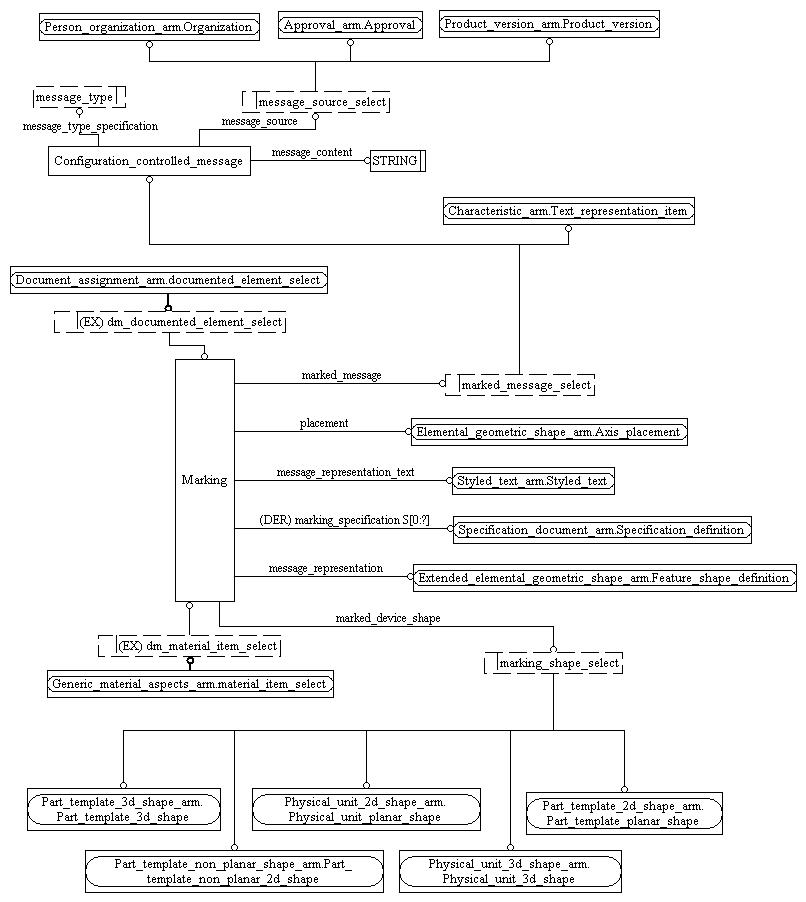 Person_organization_arm.Organization
Approval_arm.Approval
Product_version_arm.Product_version
message_type
message_source_select
message_type_specification
message_source
Configuration_controlled_message
message_content
STRING
Characteristic_arm.Text_representation_item
Document_assignment_arm.documented_element_select
(EX) dm_documented_element_select
marked_message
marked_message_select
placement
Elemental_geometric_shape_arm.Axis_placement
Marking
message_representation_text
Styled_text_arm.Styled_text
(DER) marking_specification S[0:?]
Specification_document_arm.Specification_definition
message_representation
Extended_elemental_geometric_shape_arm.Feature_shape_definition
marked_device_shape
(EX) dm_material_item_select
marking_shape_select
Generic_material_aspects_arm.material_item_select
Part_template_3d_shape_arm.
Part_template_3d_shape
Physical_unit_2d_shape_arm.
Physical_unit_planar_shape
Part_template_2d_shape_arm.
Part_template_planar_shape
Part_template_non_planar_shape_arm.Part_
template_non_planar_2d_shape
Physical_unit_3d_shape_arm.
Physical_unit_3d_shape